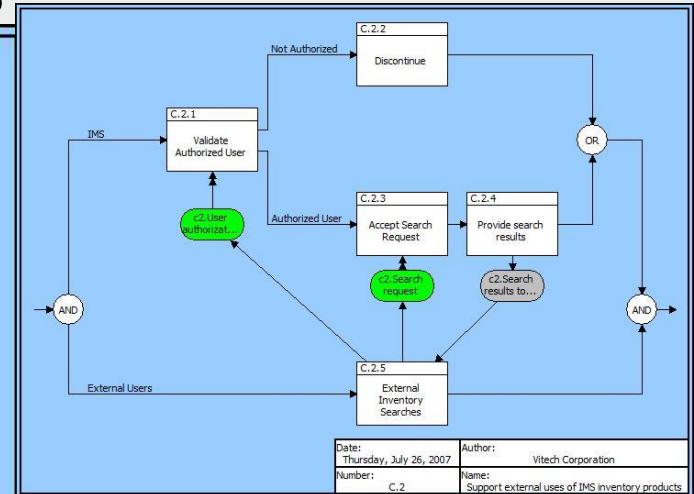 C.2.2
Discontinue
Not Authorized
C.2.1
Validate
Authorized User
IMS
OR
C.2.3
Accept Search
Request
C.2.4
Provide search
results
Authorized User
c2.User
authorizat...
c2.Search
request
c2.Search
results to...
AND
AND
C.2.5
External
Inventory
Searches
External Users
Date:
Thursday, July 26, 2007
Author:
Vitech Corporation
Number:
C.2
Name:
Support external uses of IMS inventory products